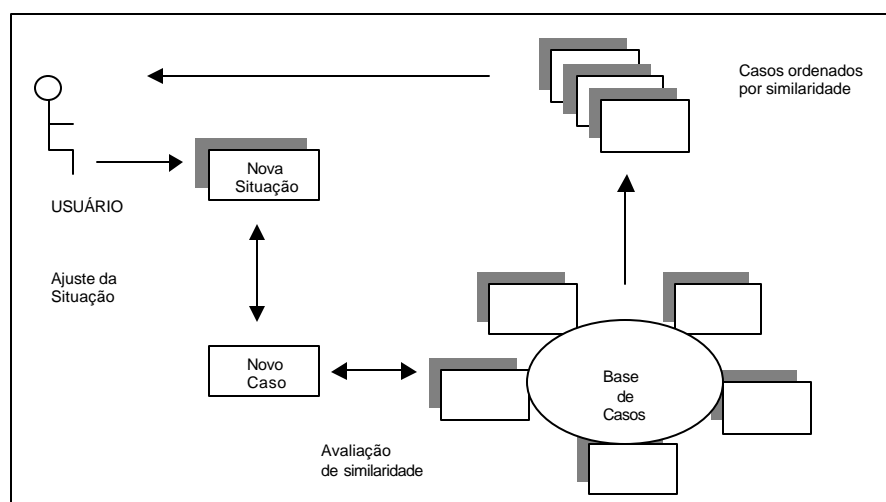 Casos ordenados
por similaridade
Nova
Situação
USUÁRIO
Ajuste da
Situação
Novo
Caso
Base
de
Casos
Avaliação
de similaridade